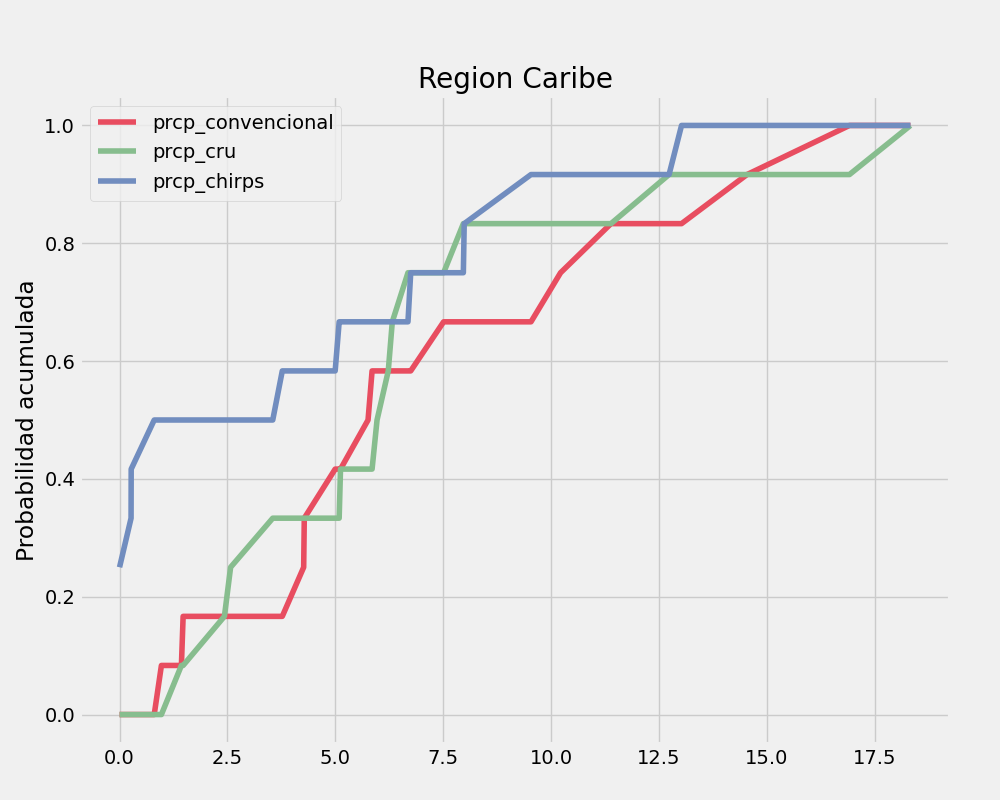 Region Caribe
prcp_convencional
prcp_cru
prcp_chirps
Probabilidad acumulada
1.0
0.8
0.6
0.4
0.2
0.0
0.0 2.5 5.0 7.5 10.0 12.5 15.0 17.5